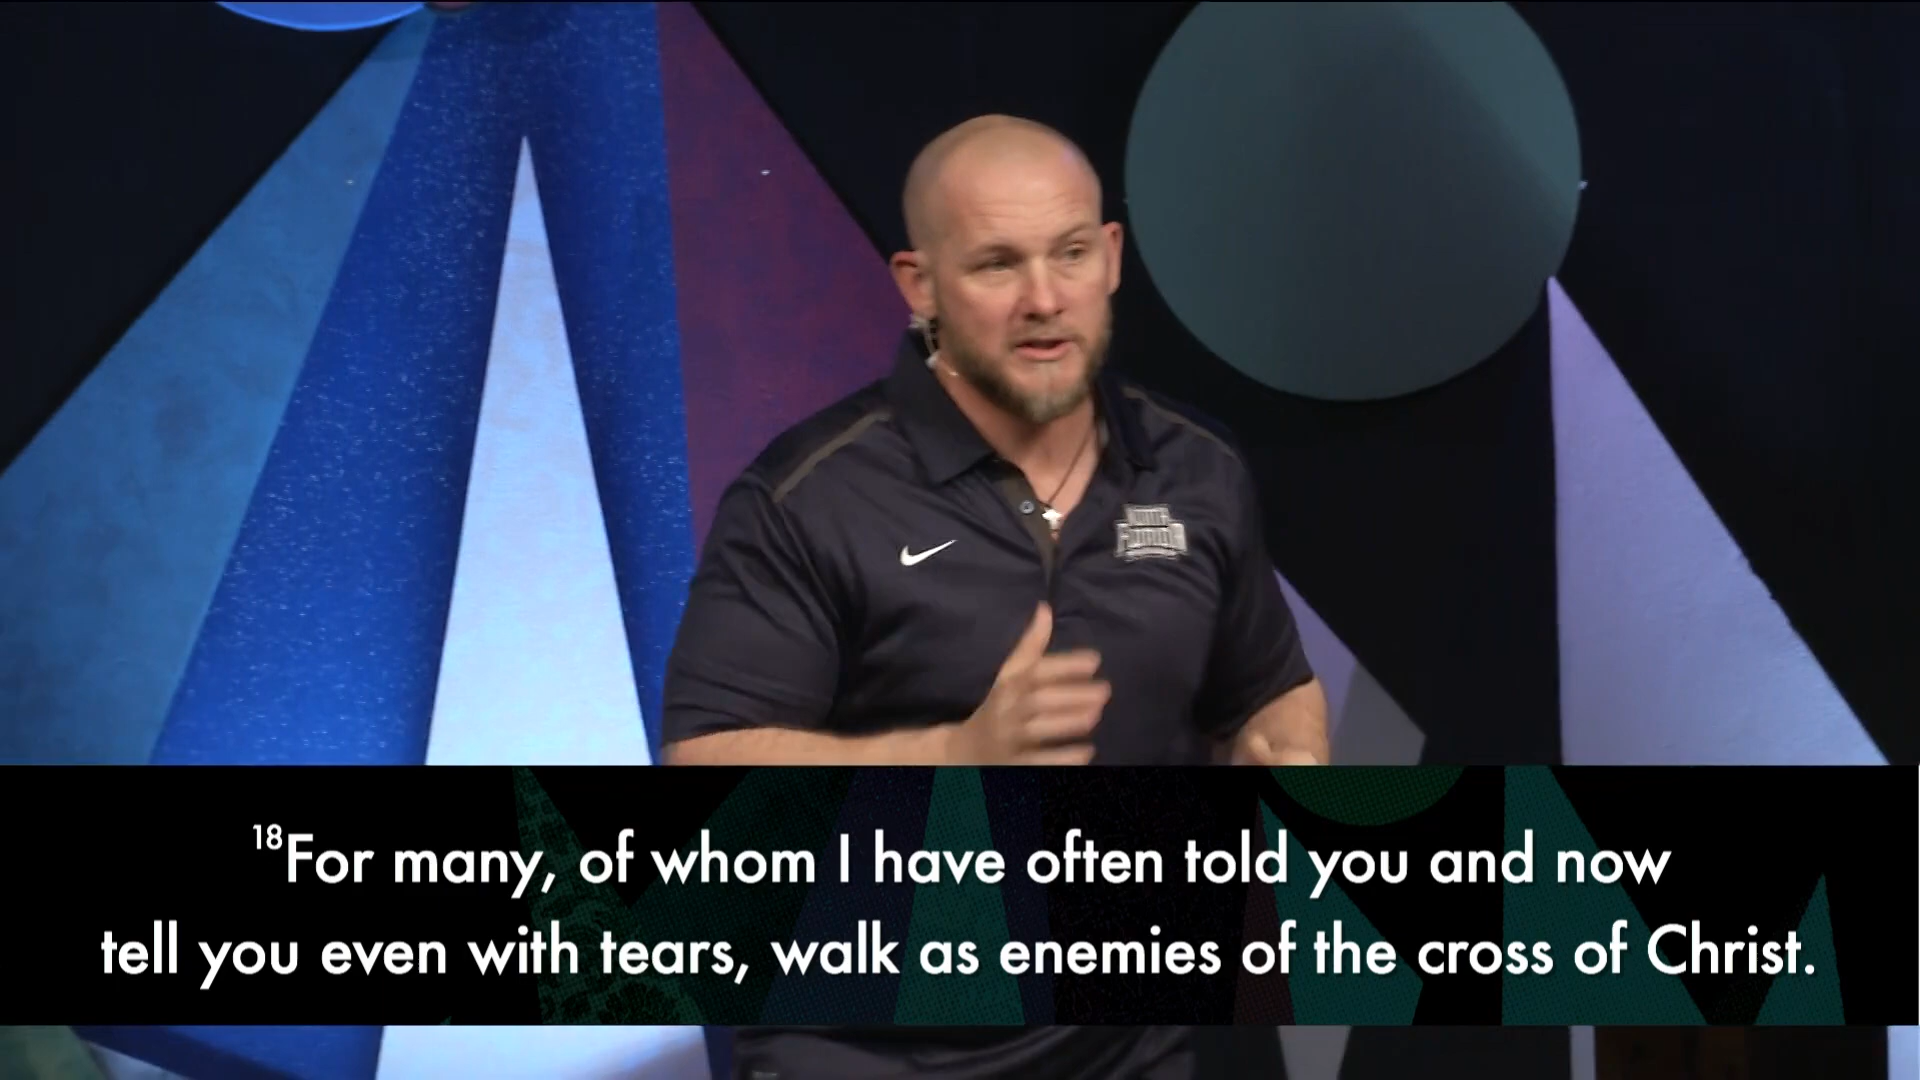 ¹⁸For many, of whom I have often told you and now
tell you even with tears, walk as enemies of the cross of Christ.